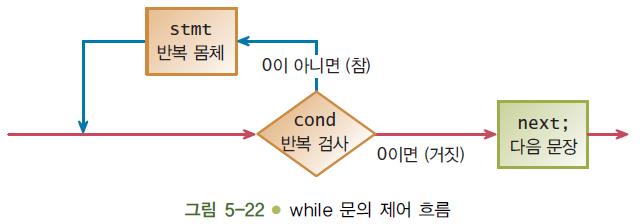 stmt
반복 몸체
0이 아니면 (참)
cond
반복 검사
0이면 (거짓)
next;
다음 문장
그림 5-22 ● while 문의 제어 흐름